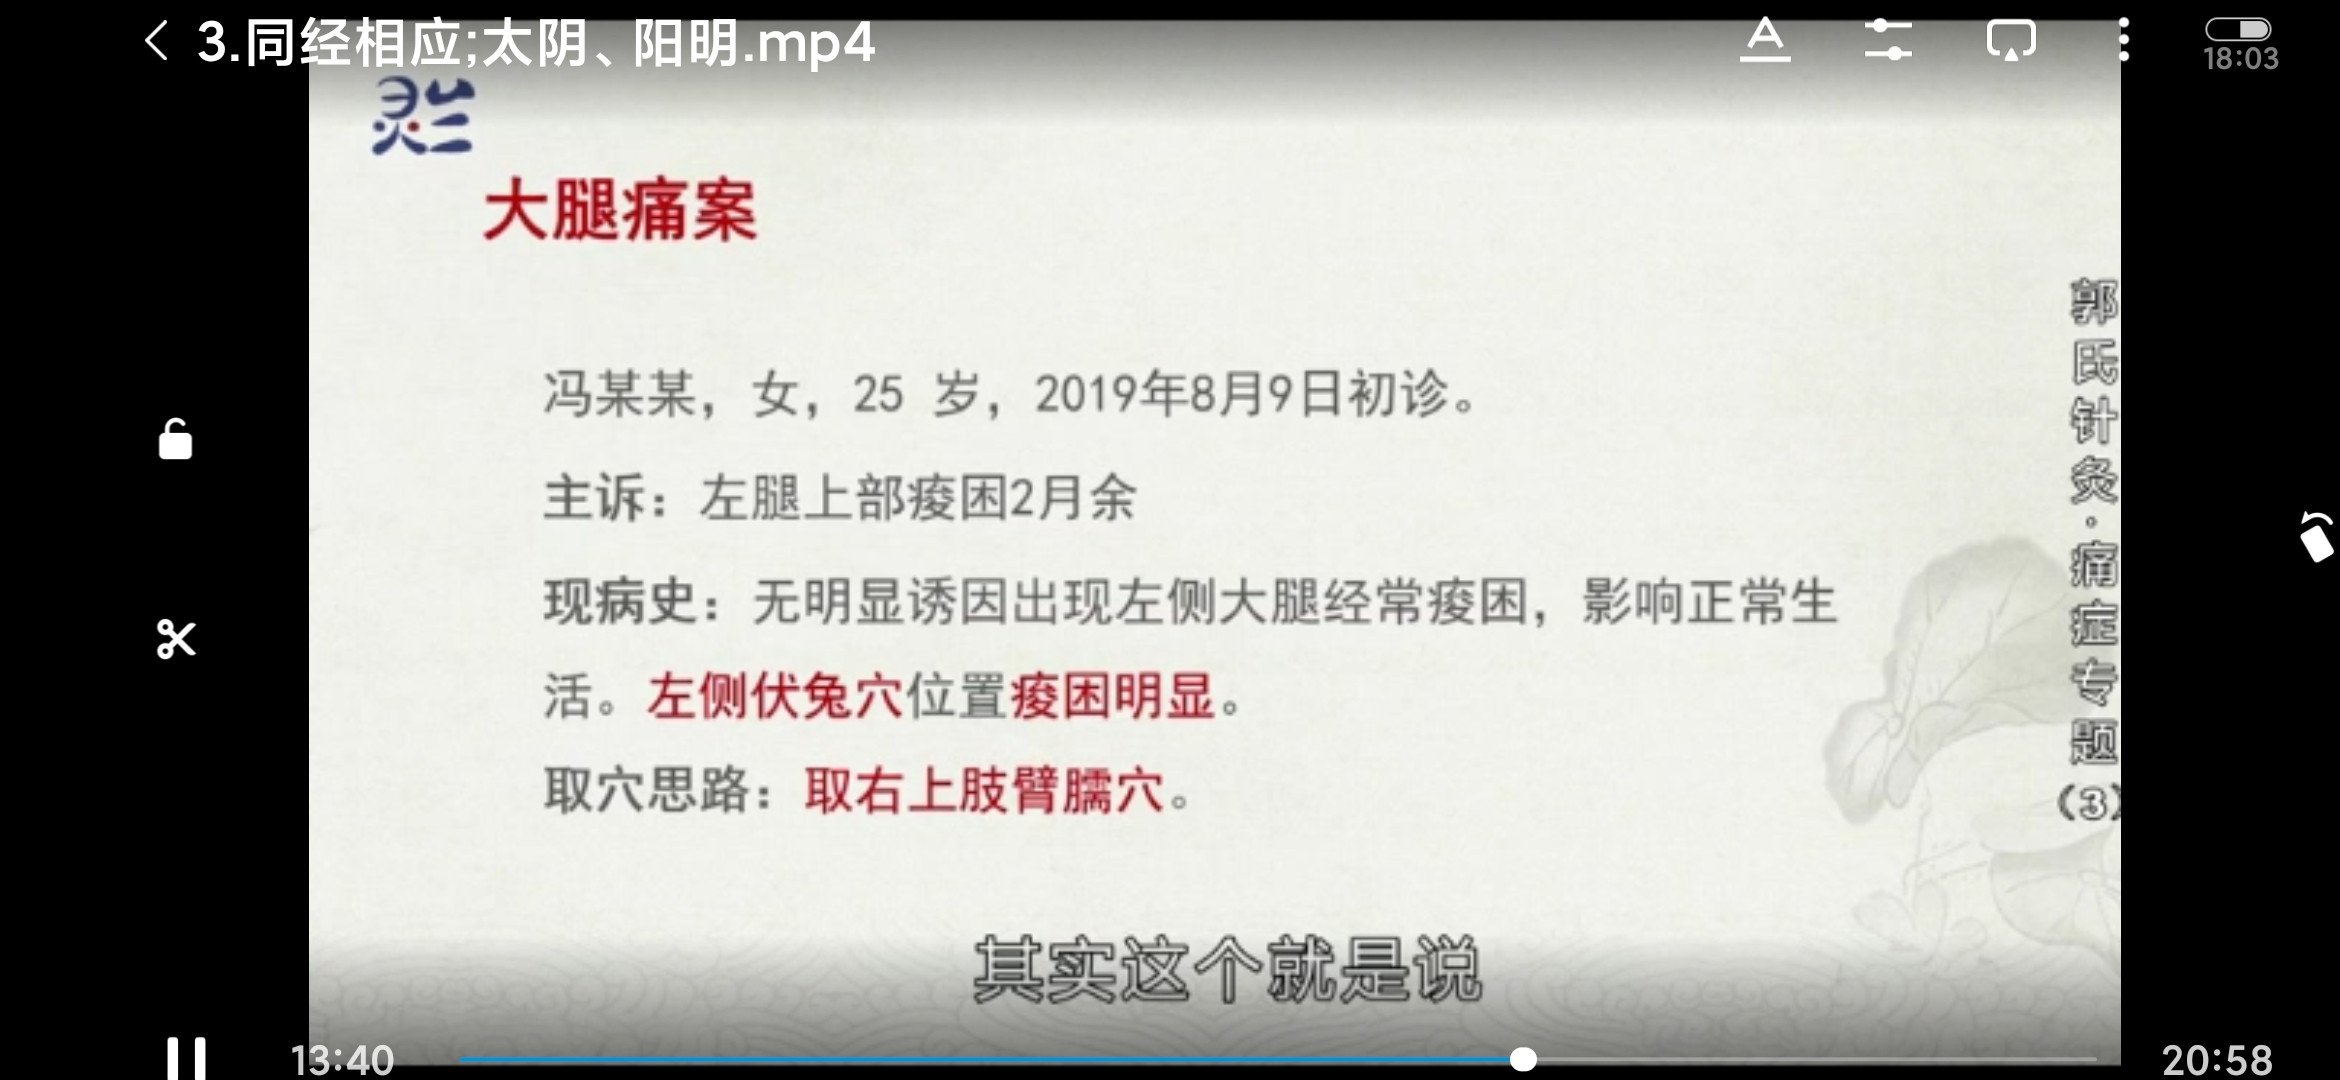 3.同经相应;太阴、阳明.mp4
18:03
灵兰
大腿痛案
冯某某，女，25 岁，2019年8月9日初诊。
主诉：左腿上部痠困2月余
现病史：无明显诱因出现左侧大腿经常痠困，影响正常生
活。左侧伏兔穴位置痠困明显。
取穴思路：取右上肢臂臑穴。
郭氏针灸·痛症专题(3)
其实这个就是说
13:40
20:58